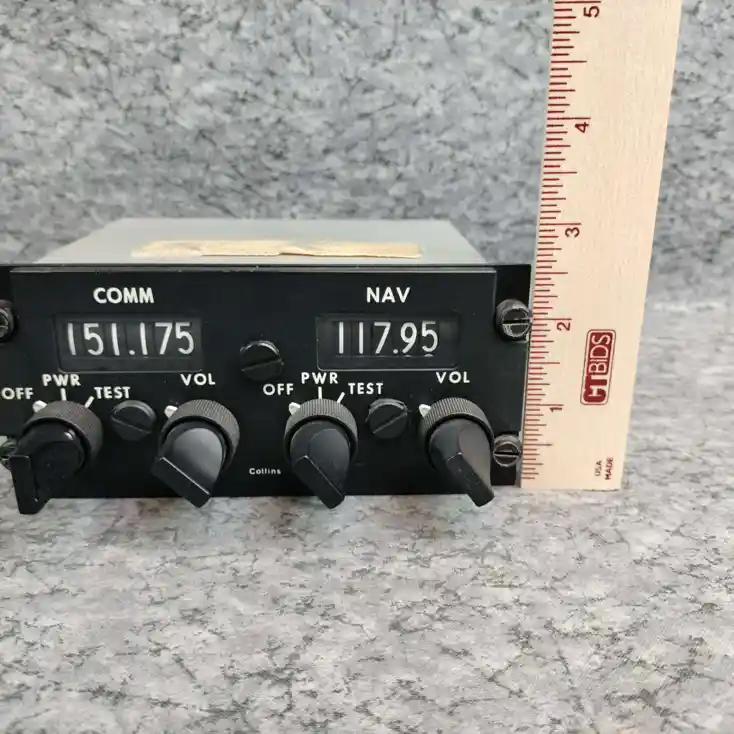 COMM NAV
151.175 117.95
OFF PWR TEST VOL OFF PWR TEST VOL
Collins
5
4
3
2
1
CTBIDS
USA
MADE